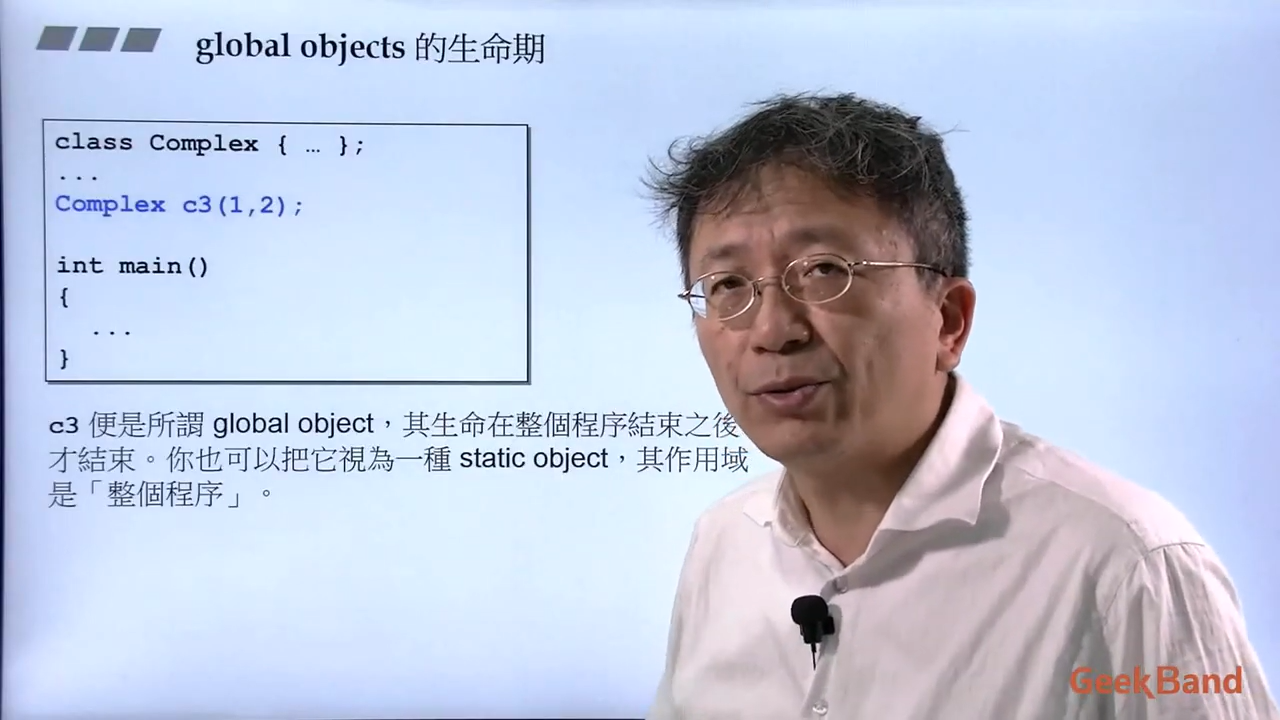 global objects 的生命期
class Complex { … };
...
Complex c3(1,2);
int main()
{
...
}
c3 便是所謂 global object，其生命在整個程序結束之後
才結束。你也可以把它視為一種 static object，其作用域
是「整個程序」。
GeekBand